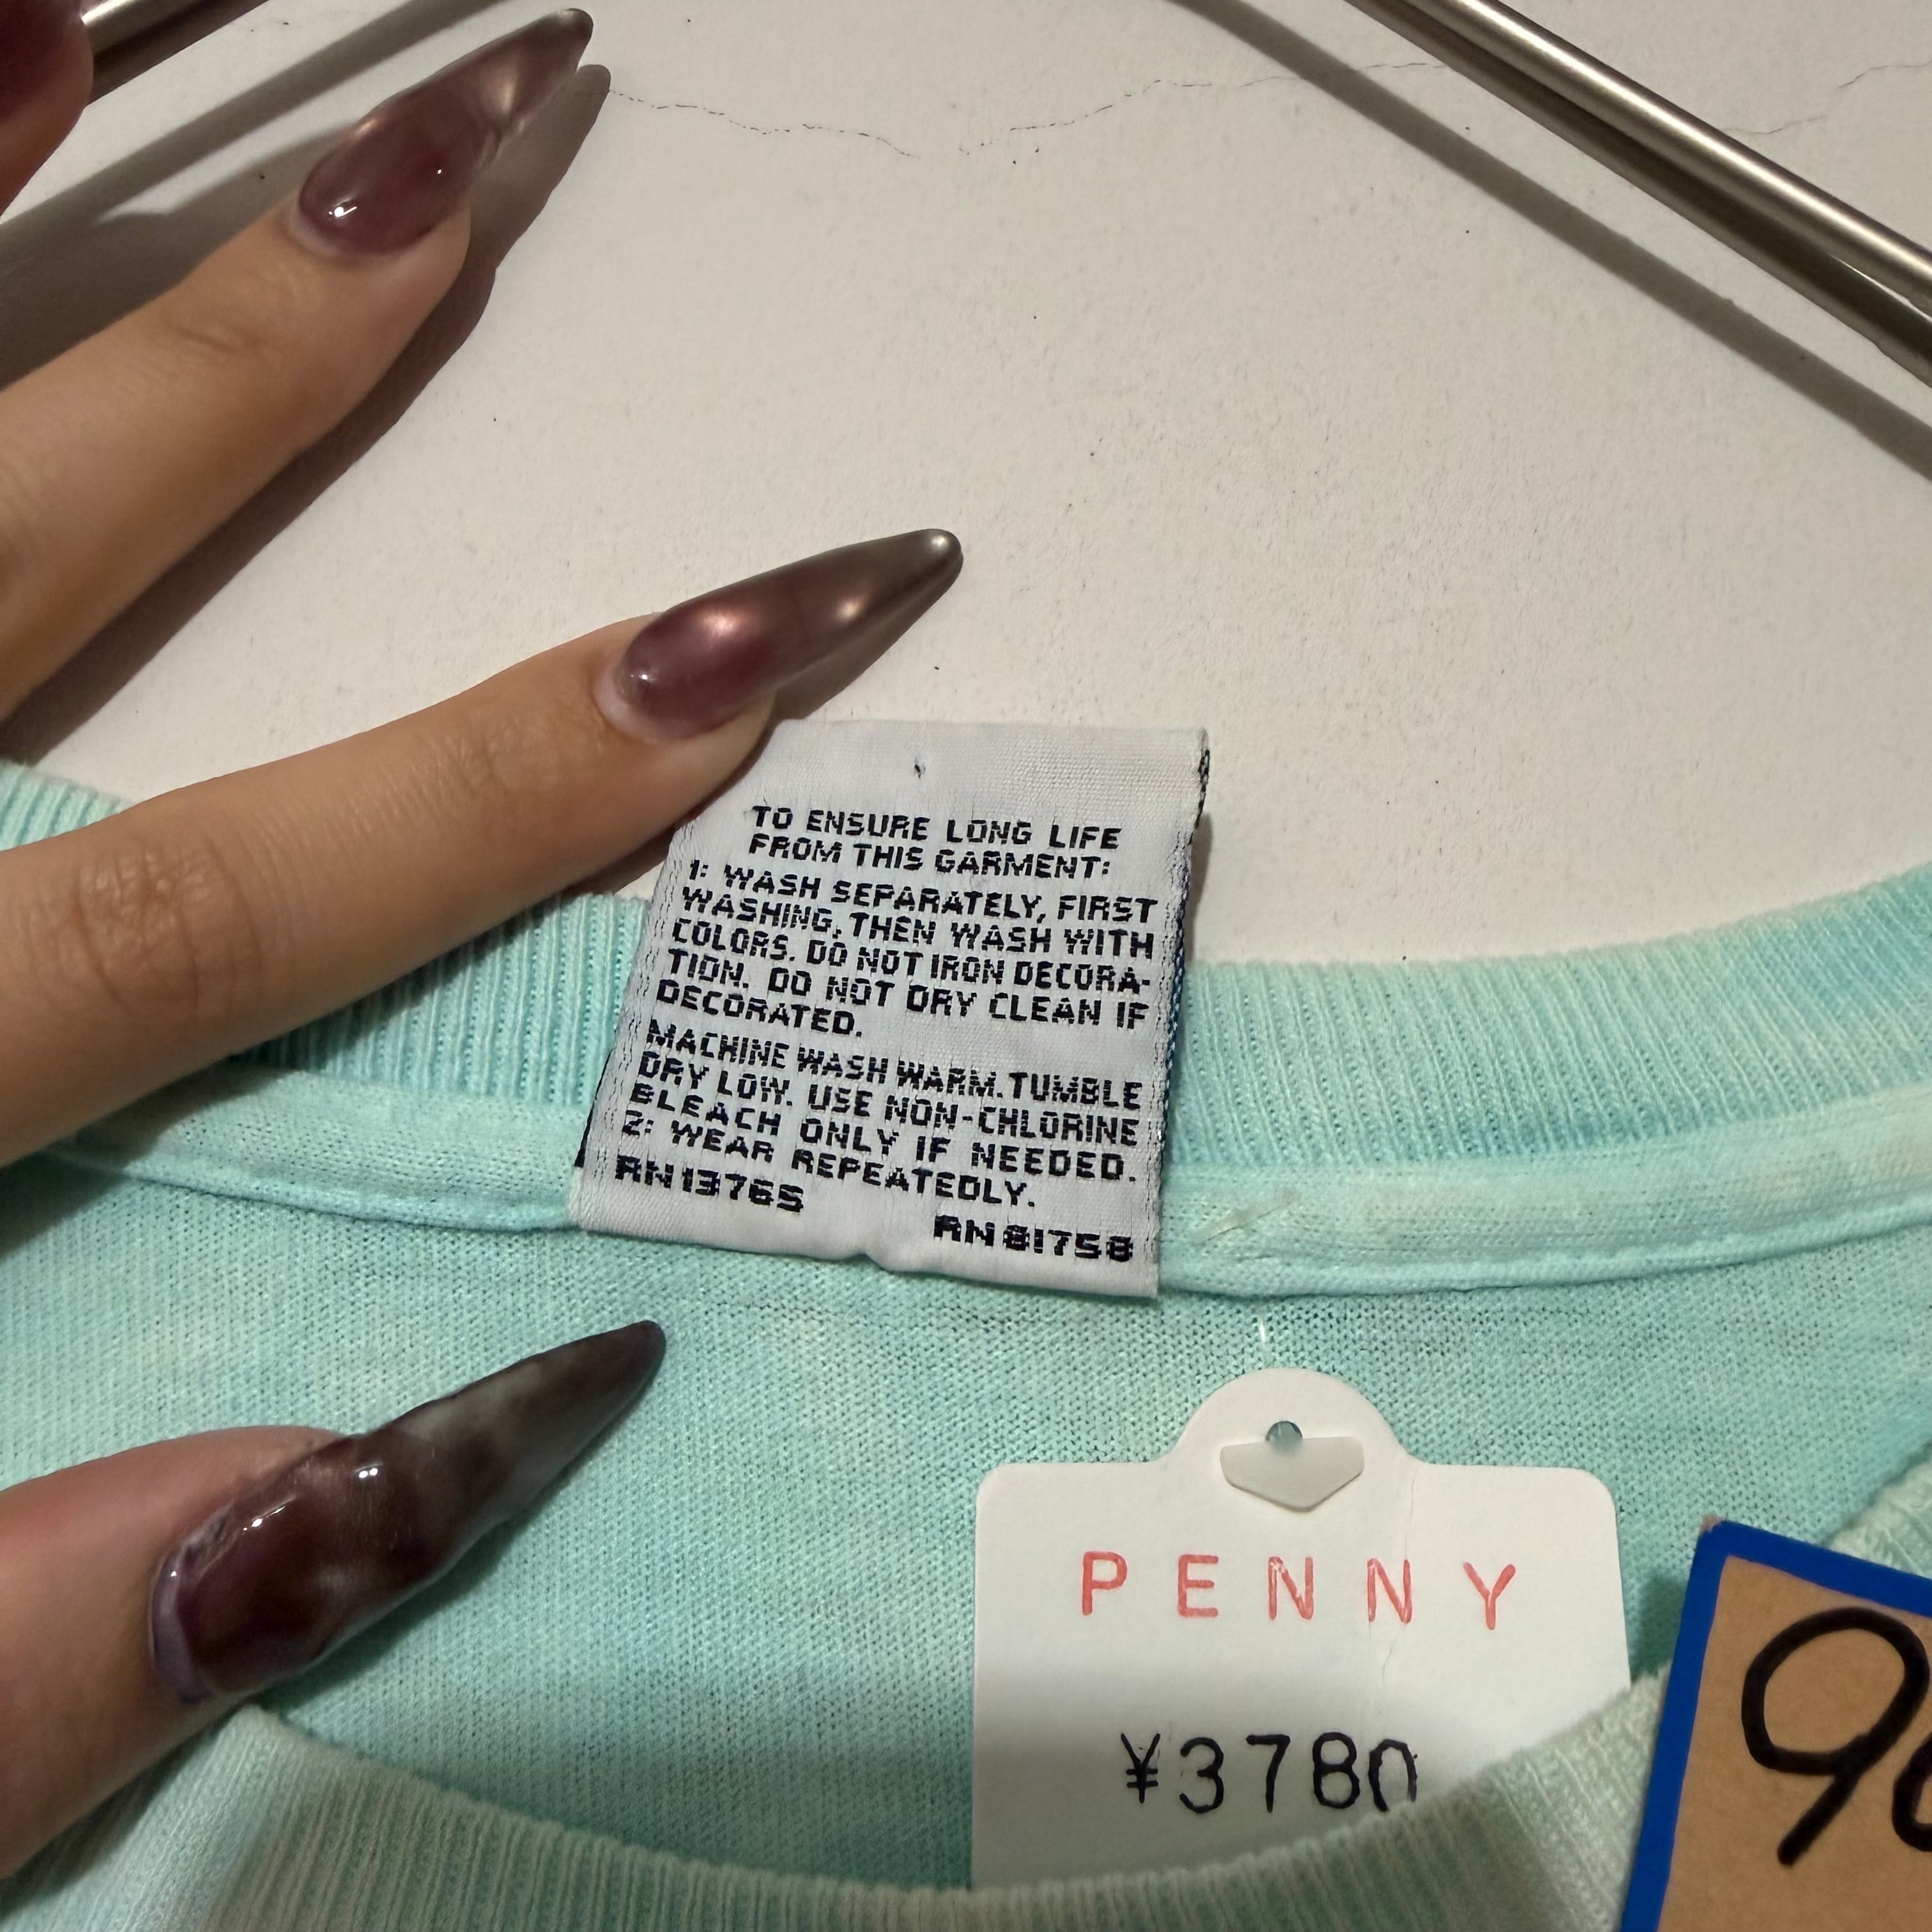 TO ENSURE LONG LIFE
FROM THIS GARMENT:
1: WASH SEPARATELY, FIRST
WASHING, THEN WASH WITH
COLORS. DO NOT IRON DECORA-
TION. DO NOT DRY CLEAN IF
DECORATED.
MACHINE WASH WARM. TUMBLE
DRY LOW. USE NON-CHLORINE
BLEACH ONLY IF NEEDED.
2: WEAR REPEATEDLY.
RN13765
RN81758
PENNY
¥3780